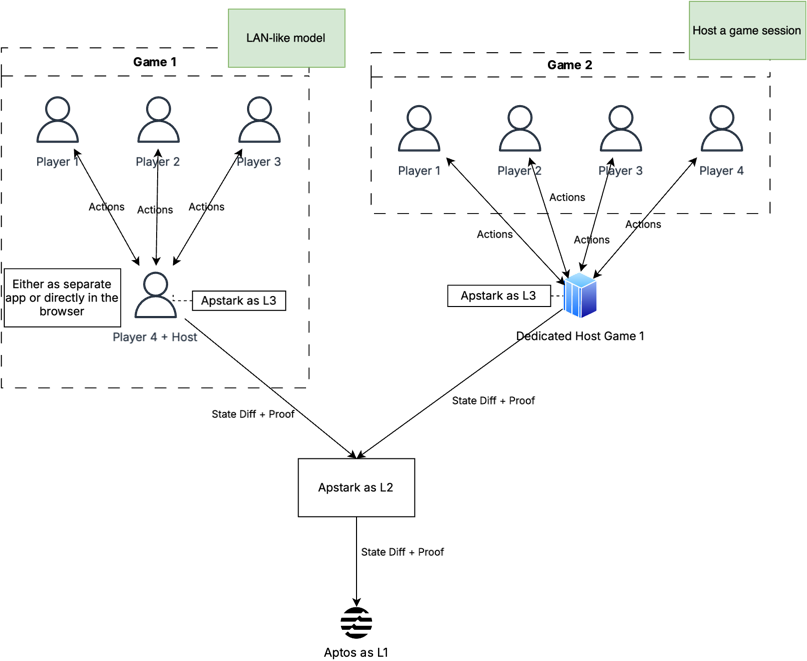 LAN-like model
Host a game session
Game 1
Game 2
Player 1
Player 2
Player 3
Player 1
Player 2
Player 3
Player 4
Actions
Actions
Actions
Actions
Actions
Actions
Actions
Either as separate
app or directly in the
browser
Apstark as L3
Apstark as L3
Player 4 + Host
Dedicated Host Game 1
State Diff + Proof
State Diff + Proof
Apstark as L2
State Diff + Proof
Aptos as L1